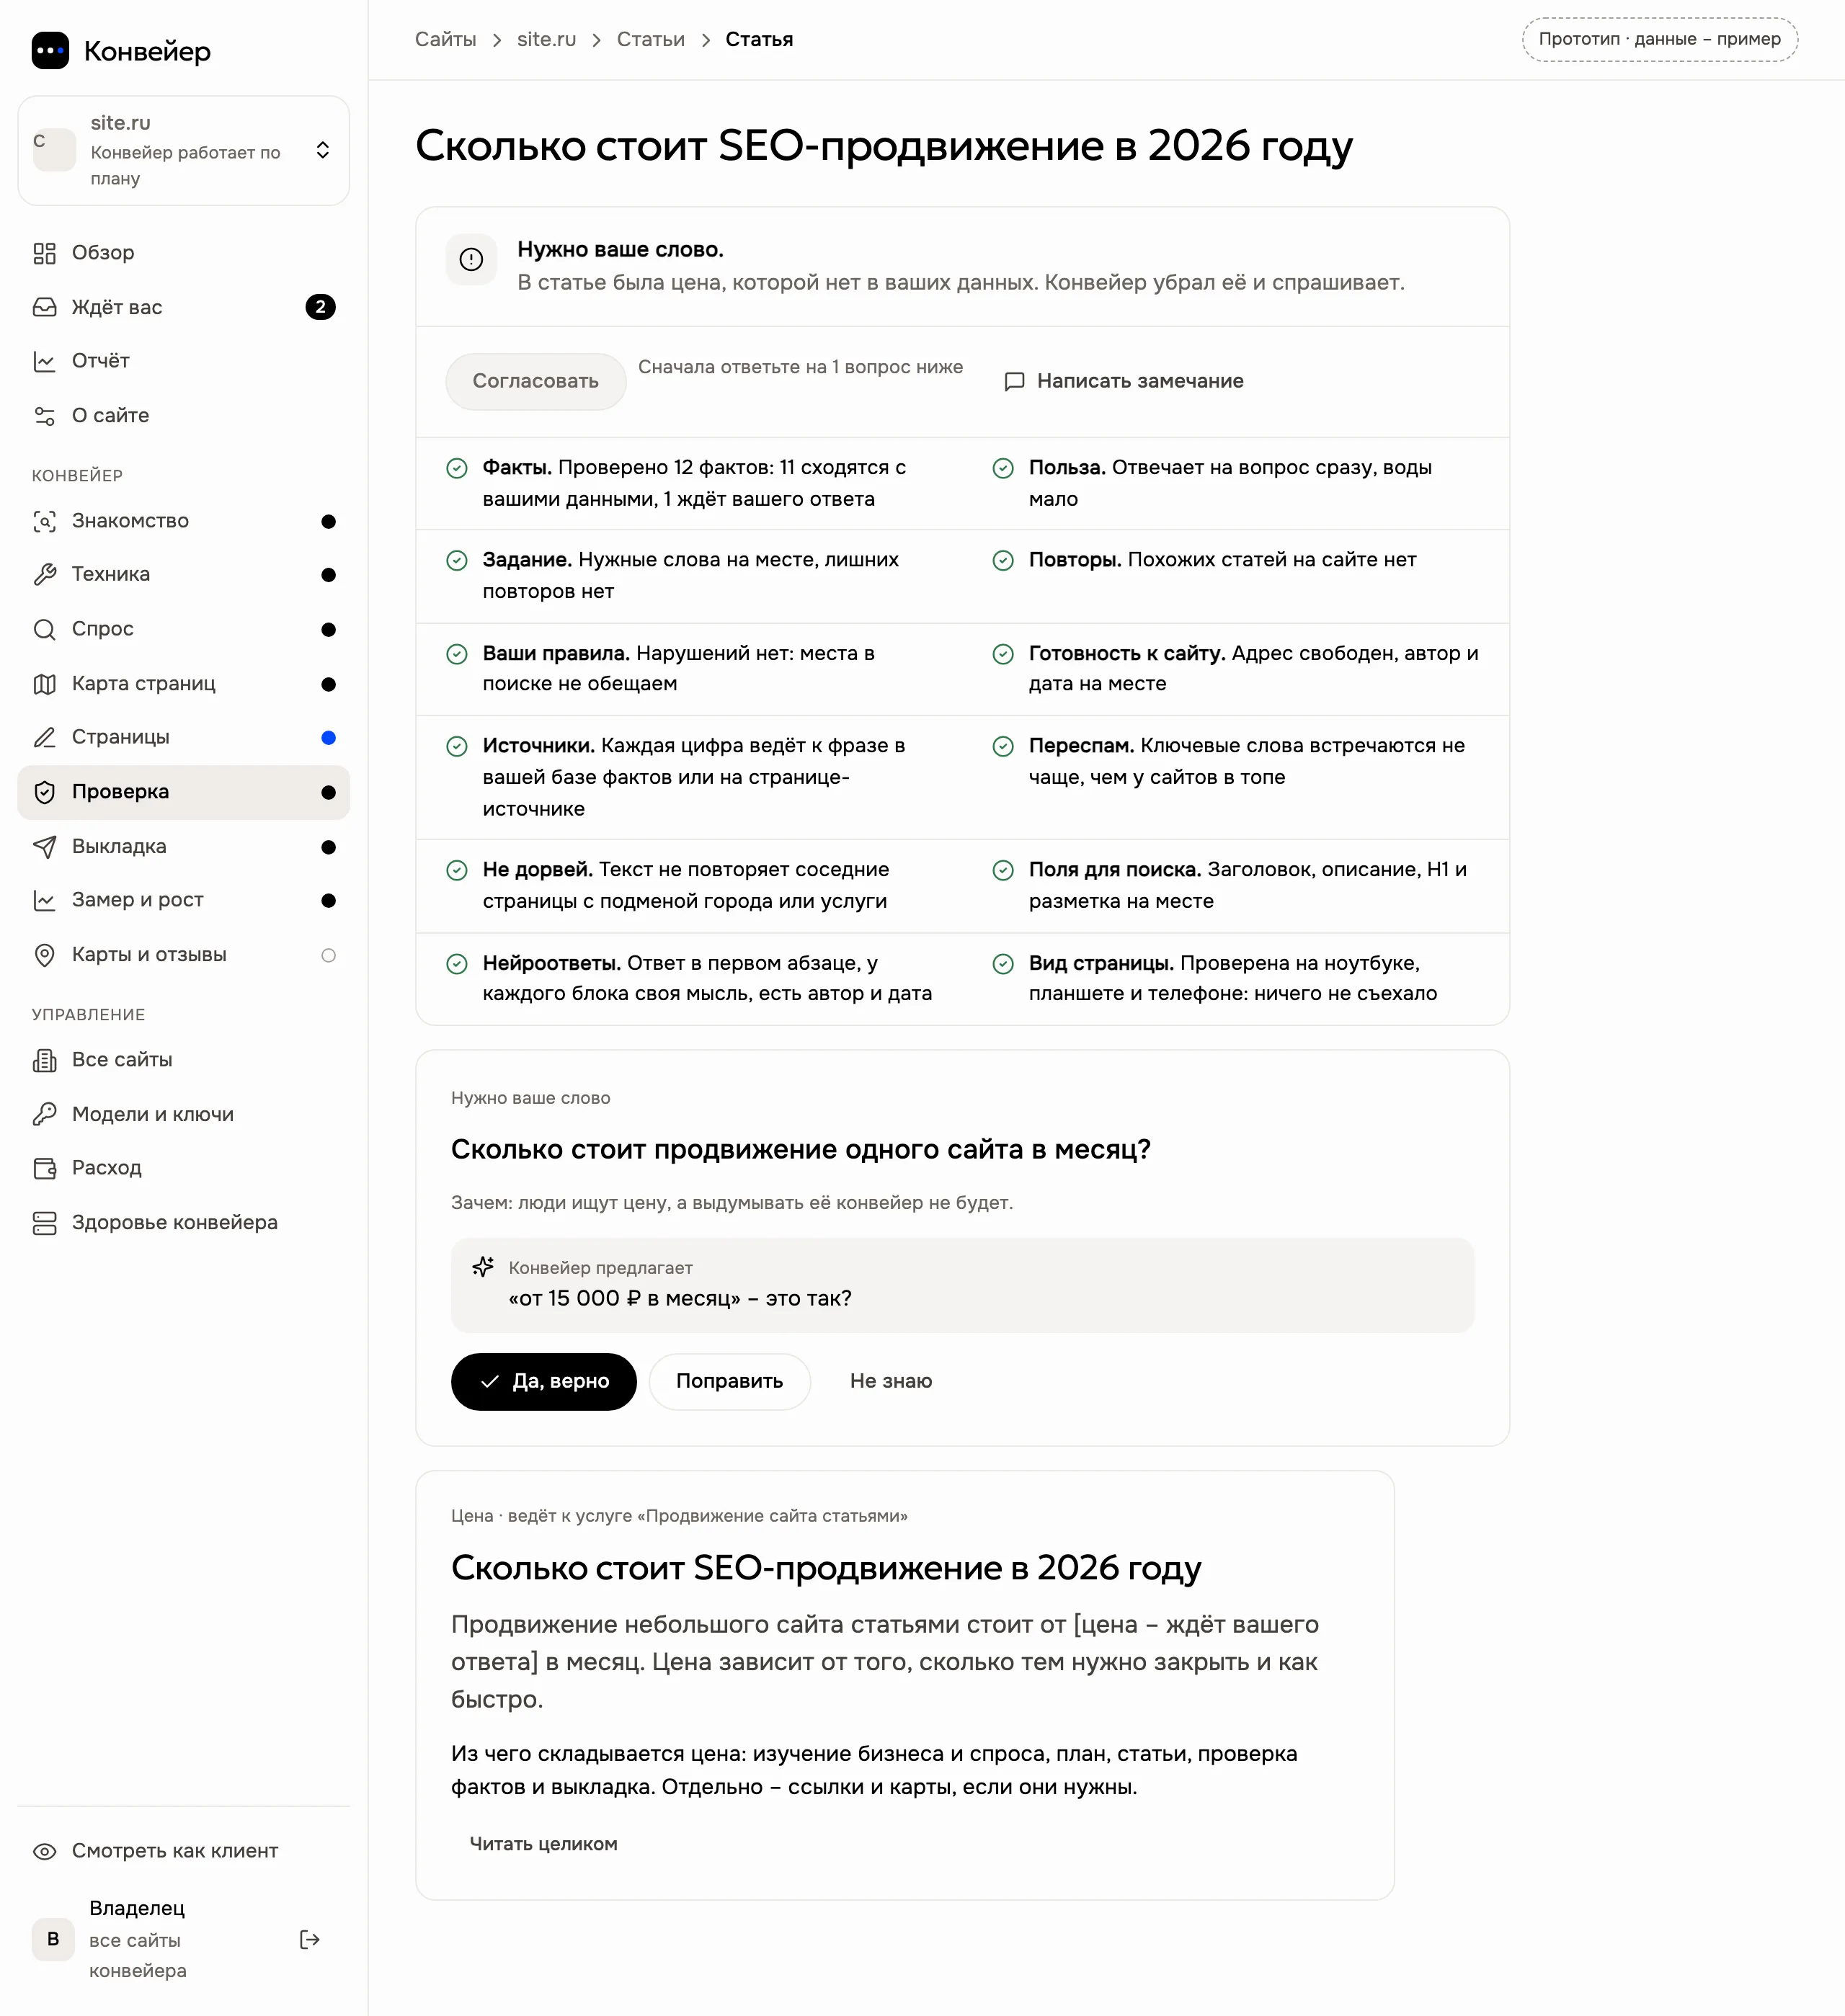 Конвейер
С
site.ru
Конвейер работает по
плану
Обзор
Ждёт вас
2
Отчёт
О сайте
КОНВЕЙЕР
Знакомство
Техника
Спрос
Карта страниц
Страницы
Проверка
Выкладка
Замер и рост
Карты и отзывы
УПРАВЛЕНИЕ
Все сайты
Модели и ключи
Расход
Здоровье конвейера
Смотреть как клиент
В
Владелец
все сайты
конвейера
Сайты > site.ru > Статьи > Статья
Прототип · данные – пример
Сколько стоит SEO-продвижение в 2026 году
Нужно ваше слово.
В статье была цена, которой нет в ваших данных. Конвейер убрал её и спрашивает.
Согласовать
Сначала ответьте на 1 вопрос ниже
Написать замечание
Факты. Проверено 12 фактов: 11 сходятся с
вашими данными, 1 ждёт вашего ответа
Польза. Отвечает на вопрос сразу, воды
мало
Задание. Нужные слова на месте, лишних
повторов нет
Повторы. Похожих статей на сайте нет
Ваши правила. Нарушений нет: места в
поиске не обещаем
Готовность к сайту. Адрес свободен, автор и
дата на месте
Источники. Каждая цифра ведёт к фразе в
вашей базе фактов или на странице-
источнике
Переспам. Ключевые слова встречаются не
чаще, чем у сайтов в топе
Не дорвей. Текст не повторяет соседние
страницы с подменой города или услуги
Поля для поиска. Заголовок, описание, H1 и
разметка на месте
Нейроответы. Ответ в первом абзаце, у
каждого блока своя мысль, есть автор и дата
Вид страницы. Проверена на ноутбуке,
планшете и телефоне: ничего не съехало
Нужно ваше слово
Сколько стоит продвижение одного сайта в месяц?
Зачем: люди ищут цену, а выдумывать её конвейер не будет.
Конвейер предлагает
«от 15 000 ₽ в месяц» – это так?
Да, верно
Поправить
Не знаю
Цена · ведёт к услуге «Продвижение сайта статьями»
Сколько стоит SEO-продвижение в 2026 году
Продвижение небольшого сайта статьями стоит от [цена – ждёт вашего
ответа] в месяц. Цена зависит от того, сколько тем нужно закрыть и как
быстро.
Из чего складывается цена: изучение бизнеса и спроса, план, статьи, проверка
фактов и выкладка. Отдельно – ссылки и карты, если они нужны.
Читать целиком